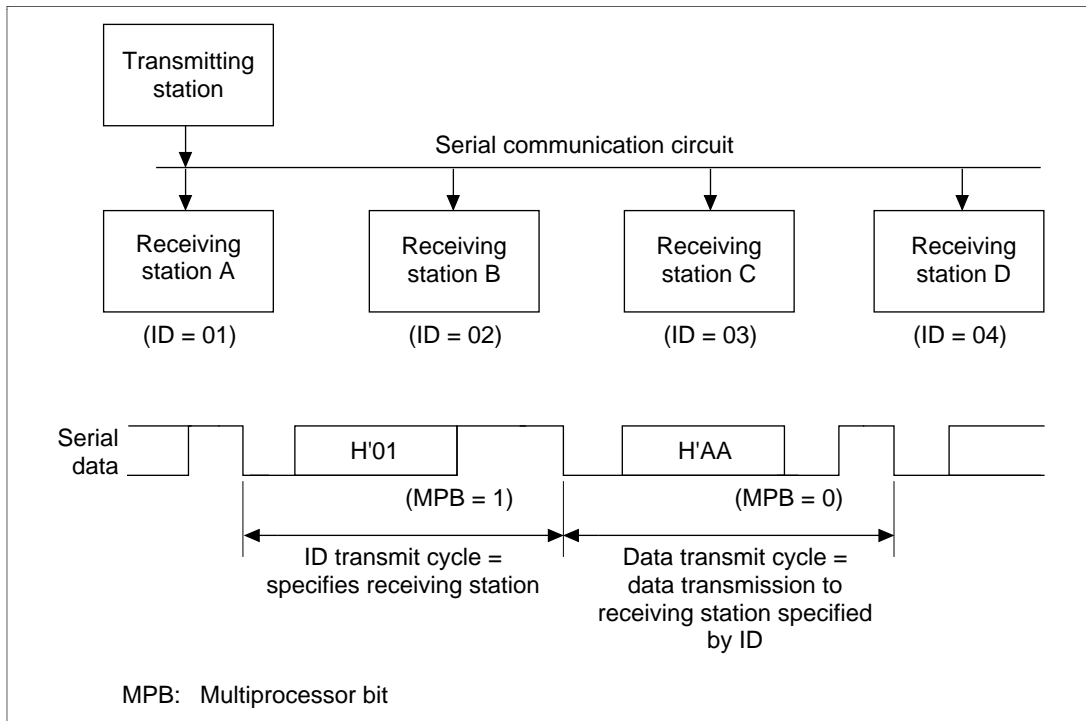 Transmitting
station
Serial communication circuit
Receiving
station A
Receiving
station B
Receiving
station C
Receiving
station D
(ID = 01)
(ID = 02)
(ID = 03)
(ID = 04)
Serial
data
H'01
H'AA
(MPB = 1)
(MPB = 0)
ID transmit cycle =
specifies receiving station
Data transmit cycle =
data transmission to
receiving station specified
by ID
MPB: Multiprocessor bit